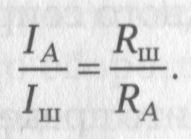 I_A / I_ш = R_ш / R_A.